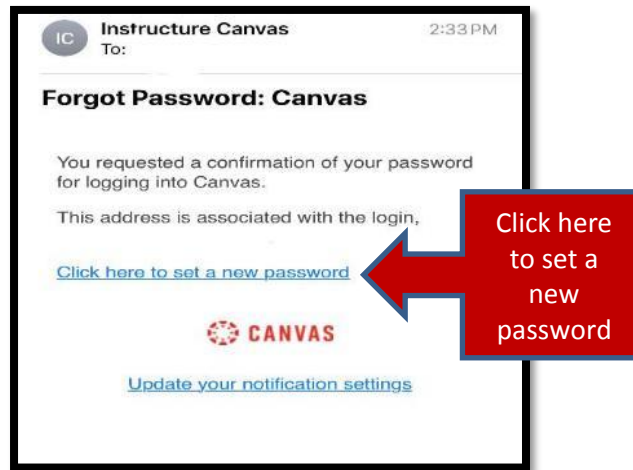 IC
Instructure Canvas
2:33 PM
To:
Forgot Password: Canvas
You requested a confirmation of your password
for logging into Canvas.
This address is associated with the login,
Click here to set a new password
Click here
to set a
new
password
CANVAS
Update your notification settings